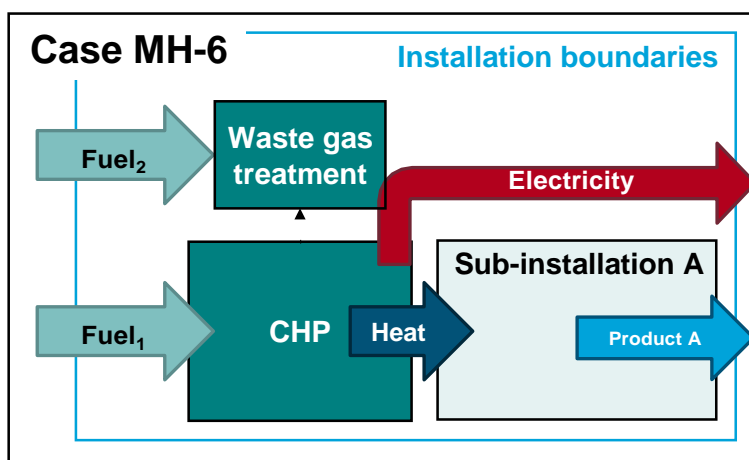 Case MH-6
Installation boundaries
Waste gas
treatment
Fuel₂
Electricity
Sub-installation A
Fuel₁
CHP
Heat
Product A